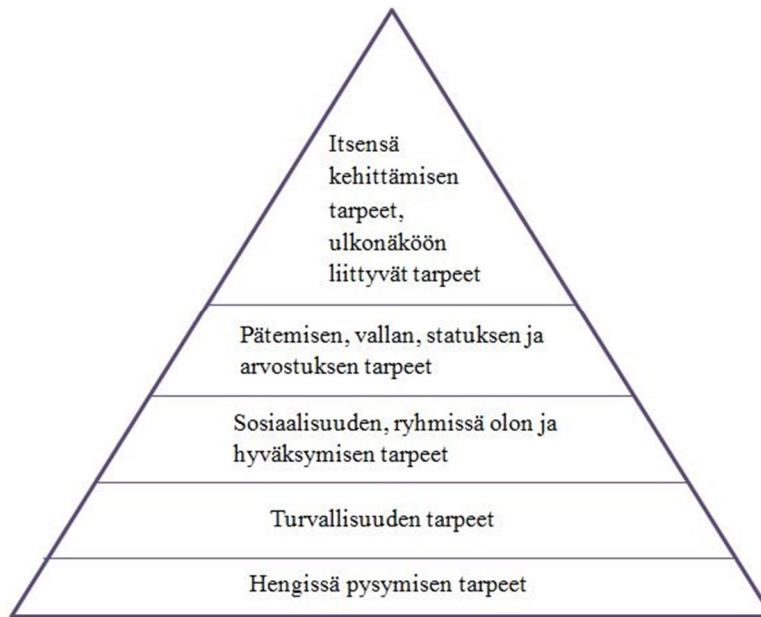 Itsensä
kehittämisen
tarpeet,
ulkonäköön
liittyvät tarpeet
Pätemisen, vallan, statuksen ja
arvostuksen tarpeet
Sosiaalisuuden, ryhmissä olon ja
hyväksymisen tarpeet
Turvallisuuden tarpeet
Hengissä pysymisen tarpeet